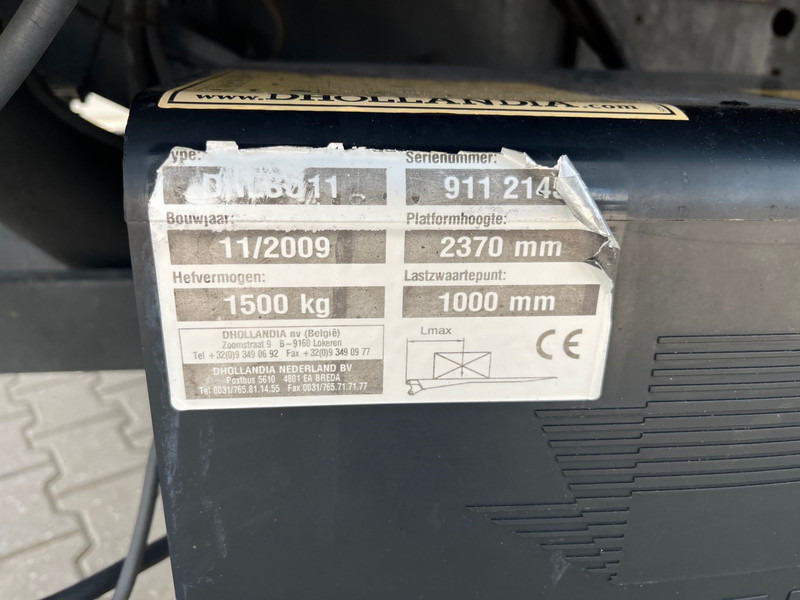 www.DHOLLANDIA.com
ype: Serienummer:
911 2145
Bouwjaar: Platformhoogte:
11/2009 2370 mm
Hefvermogen: Lastzwaartepunt:
1500 kg 1000 mm
DHOLLANDIA nv (België)
Zoomstraat 9 B-9160 Lokeren
Tel +32(0)9 349 06 92 Fax +32(0)9 349 09 77
DHOLLANDIA NEDERLAND BV
Postbus 5610 4801 EA BREDA
Tel 0031/765.81.14.55 Fax 0031/765.71.71.77
Lmax
CE